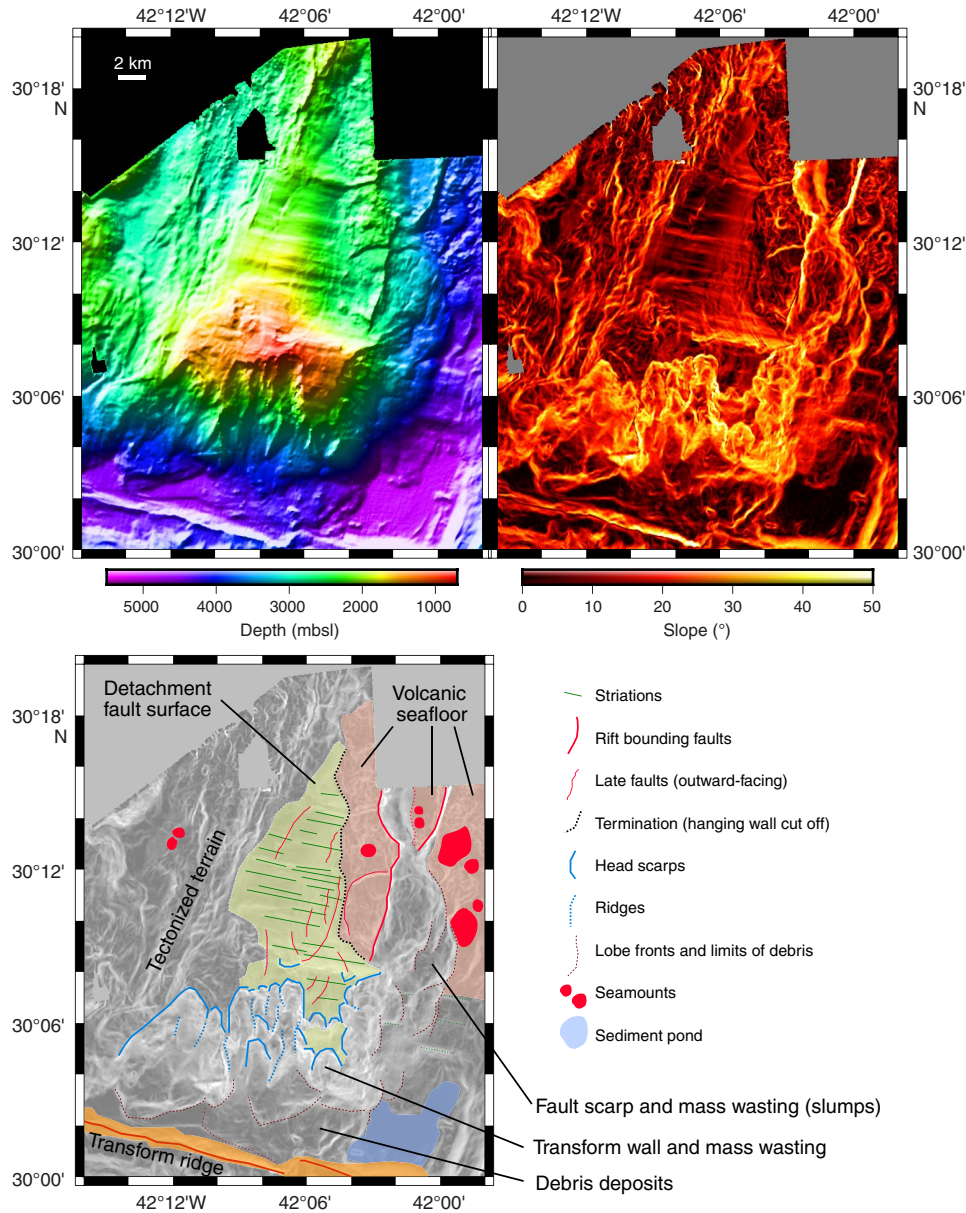 42°12'W 42°06' 42°00'
42°12'W 42°06' 42°00'
2 km
30°18'
N
30°12'
30°06'
30°00'
30°18'
N
30°12'
30°06'
30°00'
5000 4000 3000 2000 1000
Depth (mbsl)
0 10 20 30 40 50
Slope (°)
Detachment
fault surface
Volcanic
seafloor
30°18'
N
30°12'
30°06'
30°00'
Tectonized terrain
Transform ridge
42°12'W 42°06' 42°00'
Striations
Rift bounding faults
Late faults (outward-facing)
Termination (hanging wall cut off)
Head scarps
Ridges
Lobe fronts and limits of debris
Seamounts
Sediment pond
Fault scarp and mass wasting (slumps)
Transform wall and mass wasting
Debris deposits